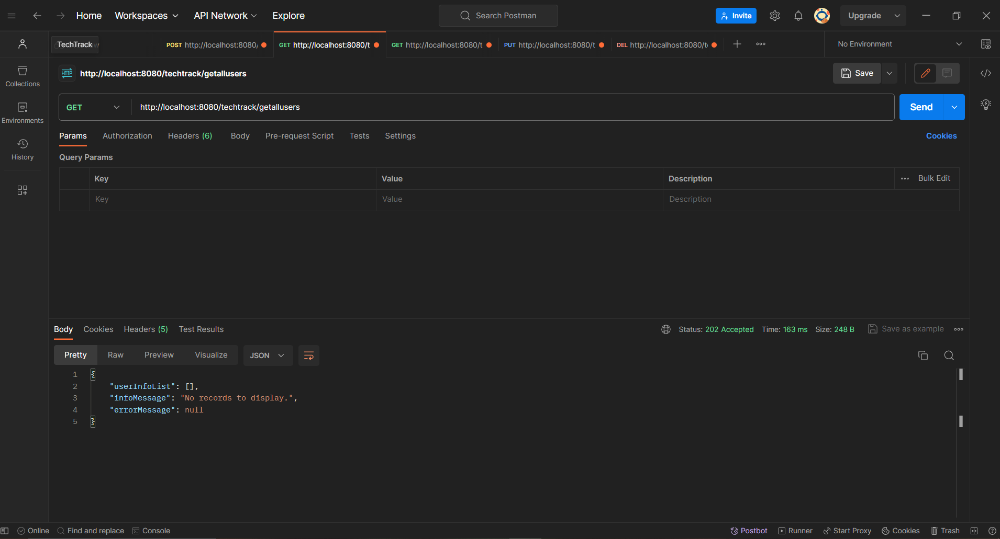 Home Workspaces API Network Explore Search Postman Invite Upgrade
TechTrack POST http://localhost:8080/ GET http://localhost:8080/t GET http://localhost:8080/t PUT http://localhost:8080/t DEL http://localhost:8080/t No Environment
HTTP http://localhost:8080/techtrack/getallusers Save
Collections
GET http://localhost:8080/techtrack/getallusers Send
Environments
Params Authorization Headers (6) Body Pre-request Script Tests Settings Cookies
History
Query Params
Key Value Description Bulk Edit
Key Value Description
Body Cookies Headers (5) Test Results Status: 202 Accepted Time: 163 ms Size: 248 B Save as example
Pretty Raw Preview Visualize JSON
1 {
2 "userInfoList": [],
3 "infoMessage": "No records to display.",
4 "errorMessage": null
5 }
Online Find and replace Console Postbot Runner Start Proxy Cookies Trash